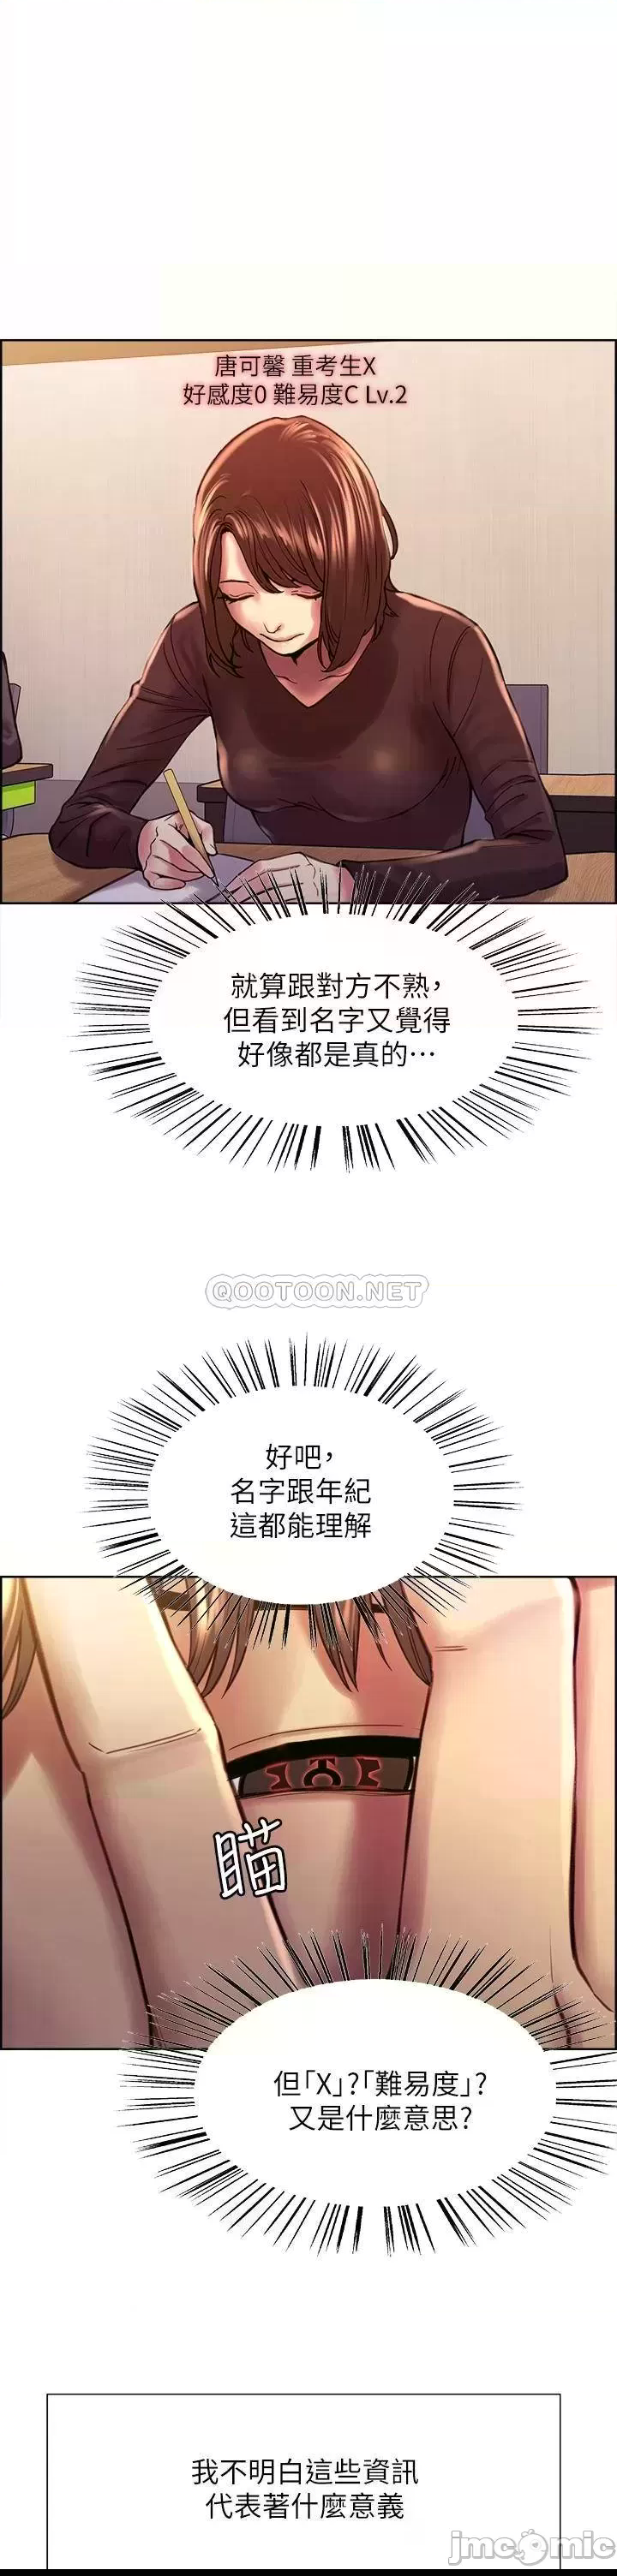 唐可馨 重考生X
好感度0 難易度C Lv.2
就算跟對方不熟，
但看到名字又覺得
好像都是真的…
QOOTOON.NET
好吧，
名字跟年紀
這都能理解
瞄
但「X」?「難易度」?
又是什麼意思?
我不明白這些資訊
代表著什麼意義
jmcomic